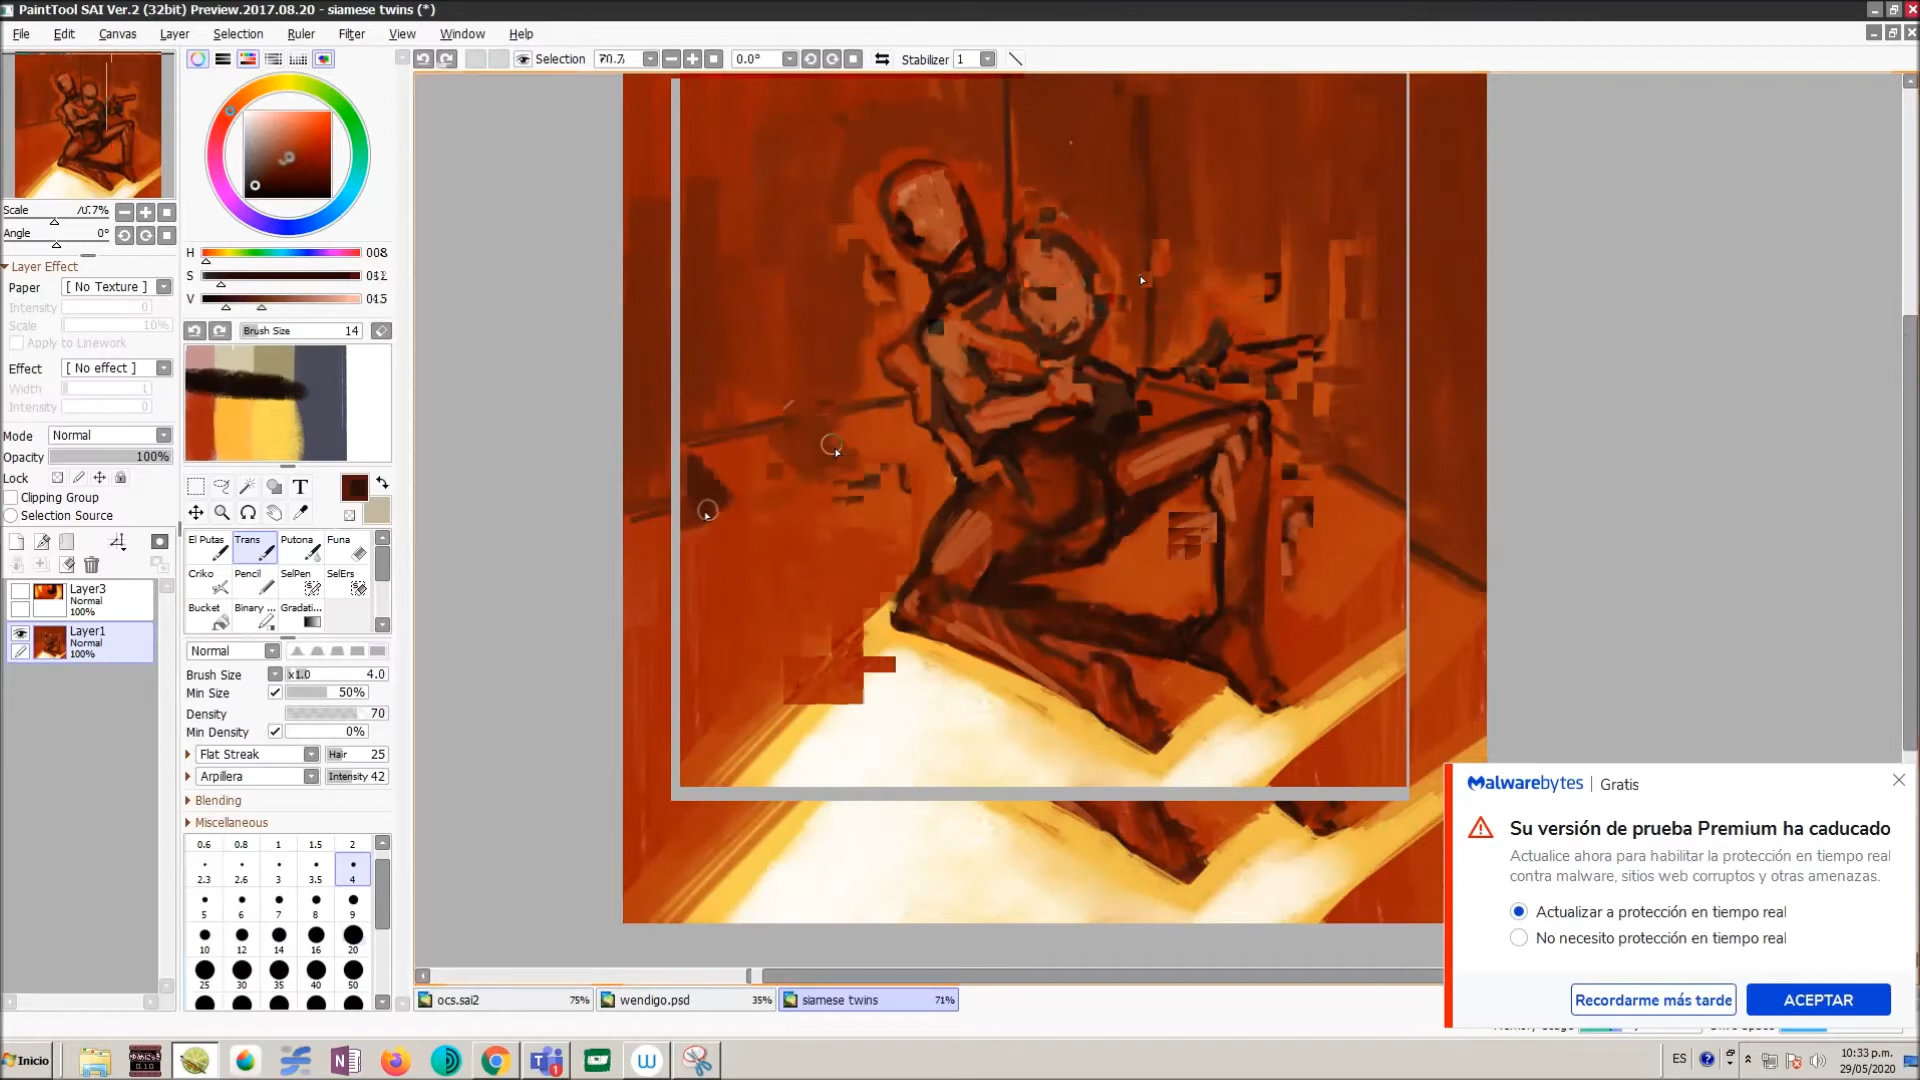 PaintTool SAI Ver.2 (32bit) Preview.2017.08.20 - siamese twins (*)
File Edit Canvas Layer Selection Ruler Filter View Window Help
Selection 70.7 0.0° Stabilizer 1
Scale 70.7%
Angle 0°
Layer Effect
Paper [ No Texture ]
Intensity 0
Scale 10%
Apply to Linework
Effect [ No effect ]
Width 1
Intensity 0
Mode Normal
Opacity 100%
Lock
Clipping Group
Selection Source
Layer3
Normal
100%
Layer1
Normal
100%
H 008
S
V
Brush Size 14
T
El Putas Trans Putona Funa
Criko Pencil SelPen SelErs
Bucket Binary ... Gradati...
Normal
Brush Size x1.0 4.0
Min Size 50%
Density 70
Min Density 0%
Flat Streak Hair 25
Arpillera Intensity 42
Blending
Miscellaneous
0.6 0.8 1 1.5 2
2.3 2.6 3 3.5 4
5 6 7 8 9
10 12 14 16 20
25 30 35 40 50
ocs.sai2 75% wendigo.psd 35% siamese twins 71%
Malwarebytes | Gratis
Su versión de prueba Premium ha caducado
Actualice ahora para habilitar la protección en tiempo real
contra malware, sitios web corruptos y otras amenazas.
Actualizar a protección en tiempo real
No necesito protección en tiempo real
Recordarme más tarde ACEPTAR
Inicio
ES
10:33 p.m.
29/05/2020